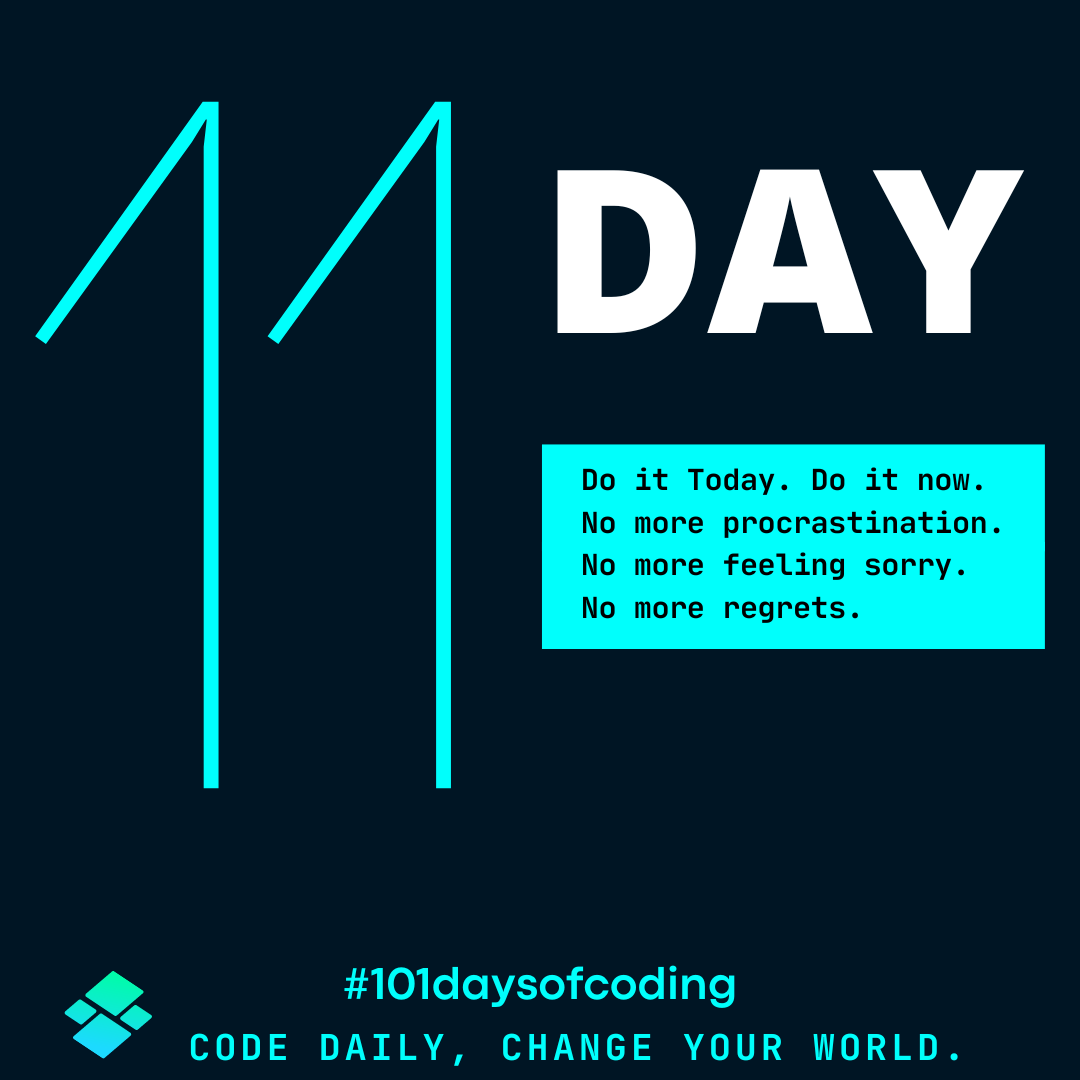 11 DAY
Do it Today. Do it now.
No more procrastination.
No more feeling sorry.
No more regrets.
#101daysofcoding
CODE DAILY, CHANGE YOUR WORLD.